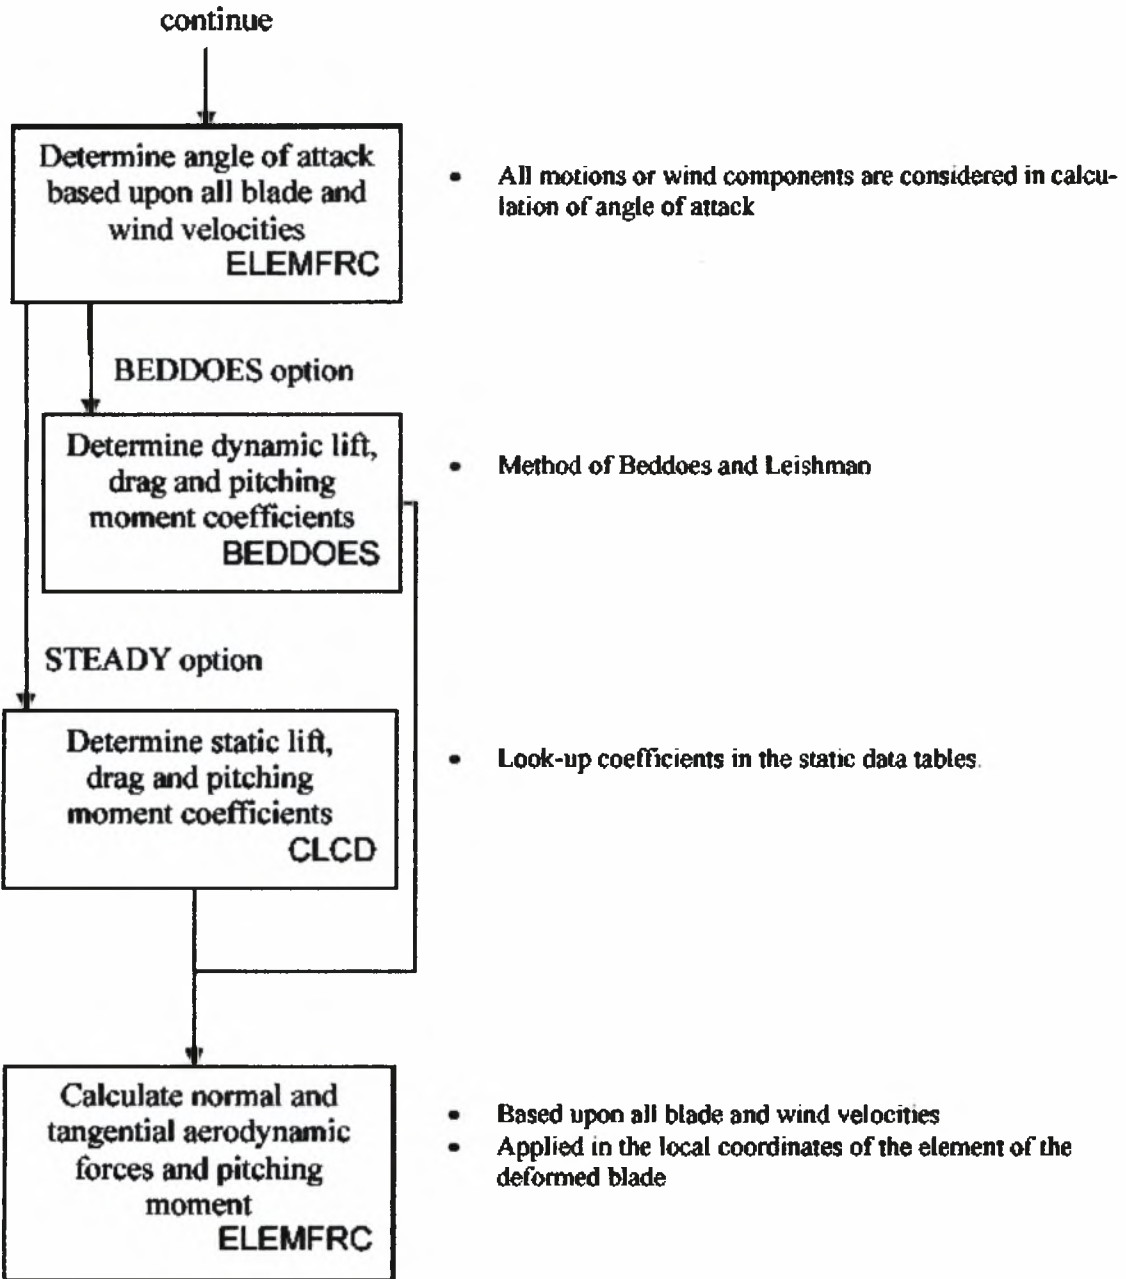 continue
Determine angle of attack
based upon all blade and
wind velocities
ELEMFRC
• All motions or wind components are considered in calcu-
lation of angle of attack
BEDDOES option
Determine dynamic lift,
drag and pitching
moment coefficients
BEDDOES
• Method of Beddoes and Leishman
STEADY option
Determine static lift,
drag and pitching
moment coefficients
CLCD
• Look-up coefficients in the static data tables.
Calculate normal and
tangential aerodynamic
forces and pitching
moment
ELEMFRC
• Based upon all blade and wind velocities
• Applied in the local coordinates of the element of the
deformed blade